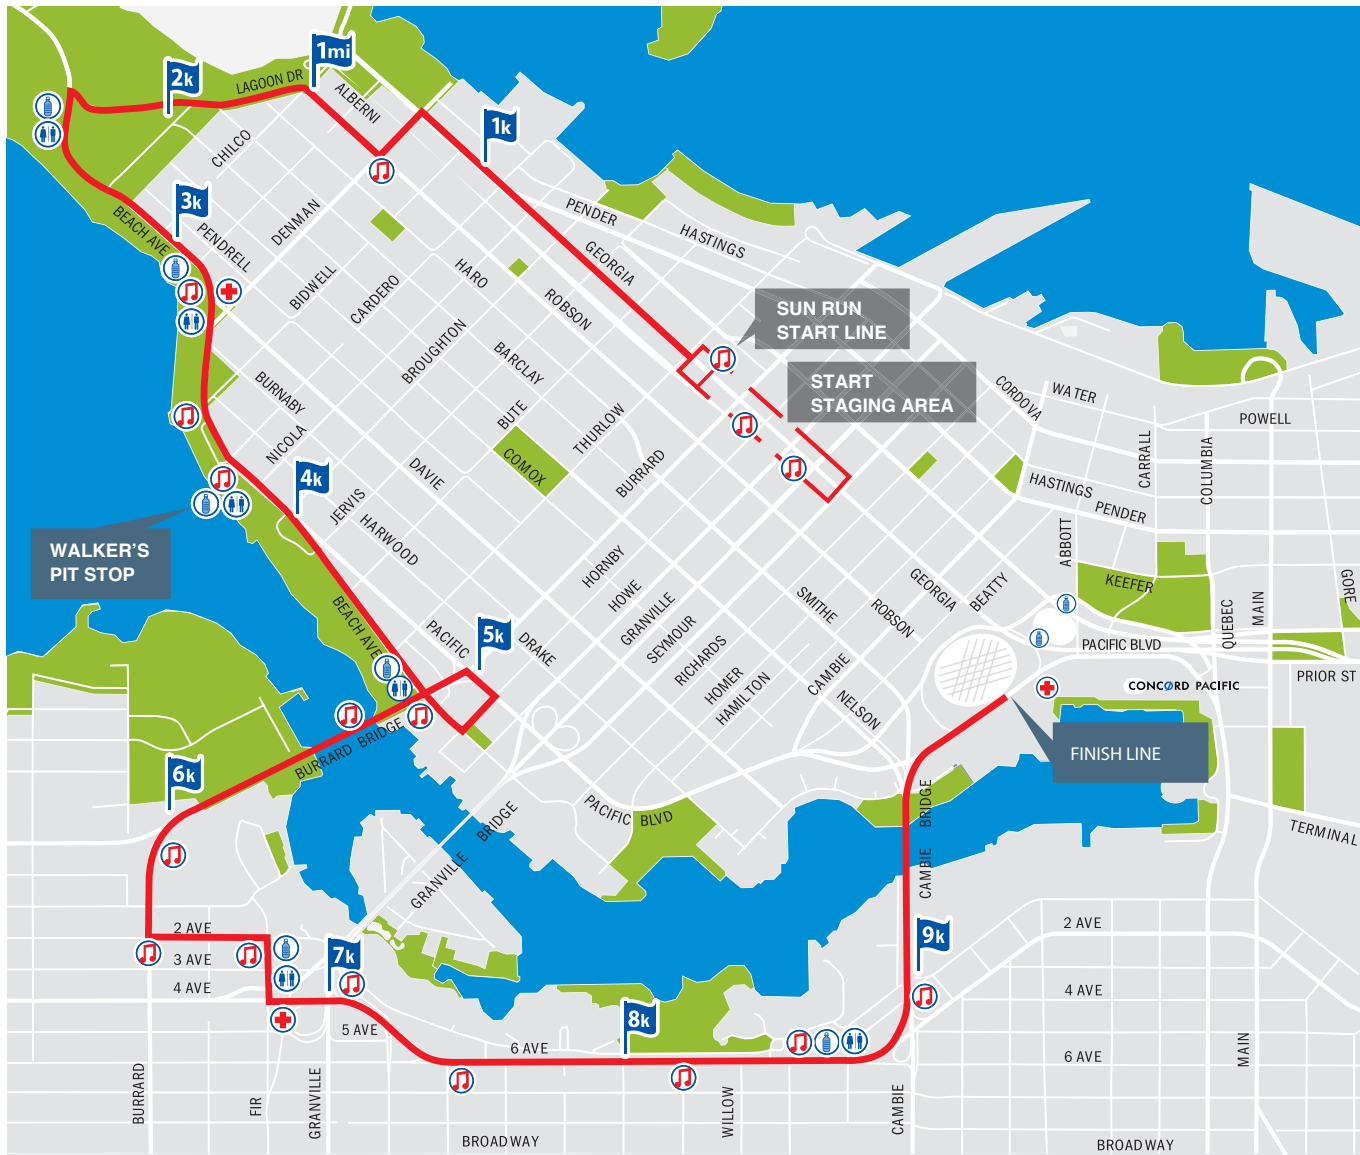 1mi
2k
LAGOON DR
ALBERNI
1k
CHILCO
3k
BEACH AVE
PENDRELL
DENMAN
PENDER
HASTINGS
GEORGIA
BIDWELL
CARDERO
HARO
ROBSON
SUN RUN
START LINE
BROUGHTON
BARCLAY
START
STAGING AREA
BURNABY
NICOLA
BUTE
THURLOW
COMOX
BURRARD
CORDOVA
WATER
POWELL
CARRALL
COLUMBIA
DAVIE
4k
JERVIS
HARWOOD
HASTINGS
PENDER
WALKER'S
PIT STOP
ABBOTT
KEEFER
GORE
HORNBY
HOWE
GRANVILLE
SEYMOUR
RICHARDS
HOMER
HAMILTON
SMITHE
ROBSON
GEORGIA
BEATTY
CAMBIE
NELSON
BEACH AVE
PACIFIC
5k
DRAKE
QUEBEC
MAIN
PACIFIC BLVD
PRIOR ST
CONCORD PACIFIC
FINISH LINE
BURRARD BRIDGE
6k
GRANVILLE BRIDGE
PACIFIC BLVD
CAMBIE BRIDGE
TERMINAL
2 AVE
3 AVE
4 AVE
7k
5 AVE
6 AVE
8k
9k
2 AVE
4 AVE
6 AVE
BURRARD
FIR
GRANVILLE
WILLOW
CAMBIE
MAIN
BROADWAY
BROADWAY